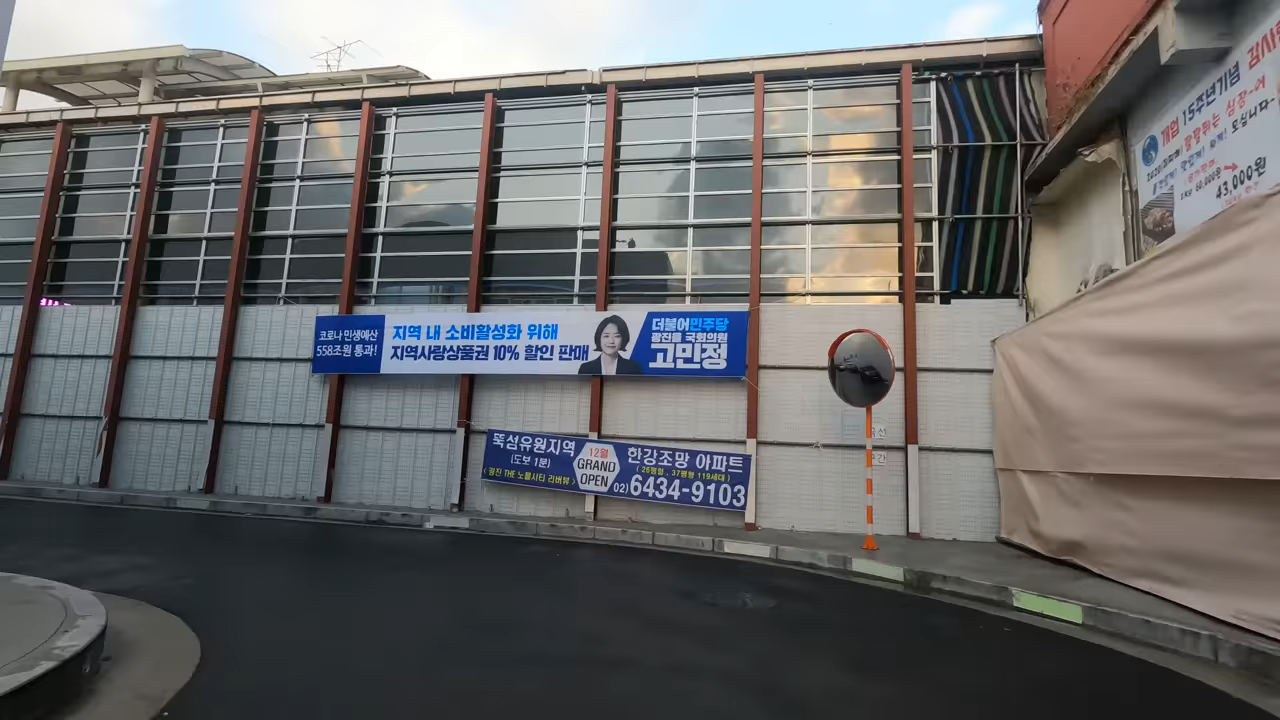 코로나 민생예산
558조원 통과!
지역 내 소비활성화 위해
지역사랑상품권 10% 할인 판매
더불어민주당
광진을 국회의원
고민정
뚝섬유원지역
(도보 1분)
〈광진 THE 노블시티 리버뷰〉
12월
GRAND
OPEN
한강조망 아파트
(26평형 . 37평형 119세대)
02)6434-9103
개업 15주년기념
43,000원